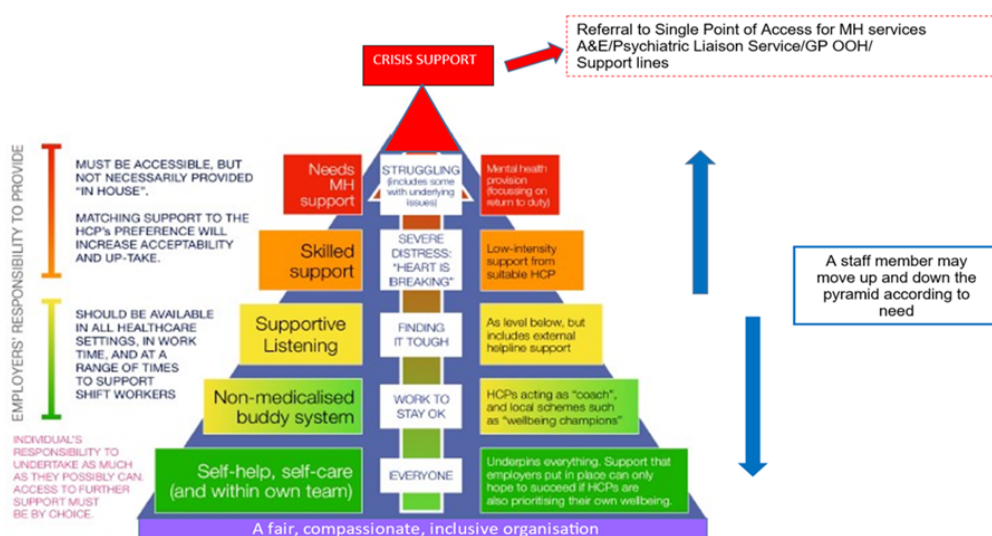 CRISIS SUPPORT
Referral to Single Point of Access for MH services
A&E/Psychiatric Liaison Service/GP OOH/
Support lines
EMPLOYERS' RESPONSIBILITY TO PROVIDE
MUST BE ACCESSIBLE, BUT
NOT NECESSARILY PROVIDED
"IN HOUSE".
MATCHING SUPPORT TO THE
HCP's PREFERENCE WILL
INCREASE ACCEPTABILITY
AND UP-TAKE.
Needs
MH
support
STRUGGLING
(includes some
with underlying
issues)
Mental health
provision
(focussing on
return to duty)
Skilled
support
SEVERE
DISTRESS:
"HEART IS
BREAKING"
Low-intensity
support from
suitable HCP
A staff member may
move up and down the
pyramid according to
need
SHOULD BE AVAILABLE
IN ALL HEALTHCARE
SETTINGS, IN WORK
TIME, AND AT A
RANGE OF TIMES
TO SUPPORT
SHIFT WORKERS
Supportive
Listening
FINDING
IT TOUGH
As level below, but
includes external
helpline support
Non-medicalised
buddy system
WORK TO
STAY OK
HCPs acting as "coach",
and local schemes such
as "wellbeing champions"
INDIVIDUAL'S
RESPONSIBILITY TO
UNDERTAKE AS MUCH
AS THEY POSSIBLY CAN.
ACCESS TO FURTHER
SUPPORT MUST
BE BY CHOICE.
Self-help, self-care
(and within own team)
EVERYONE
Underpins everything. Support that
employers put in place can only
hope to succeed if HCPs are
also prioritising their own wellbeing.
A fair, compassionate, inclusive organisation